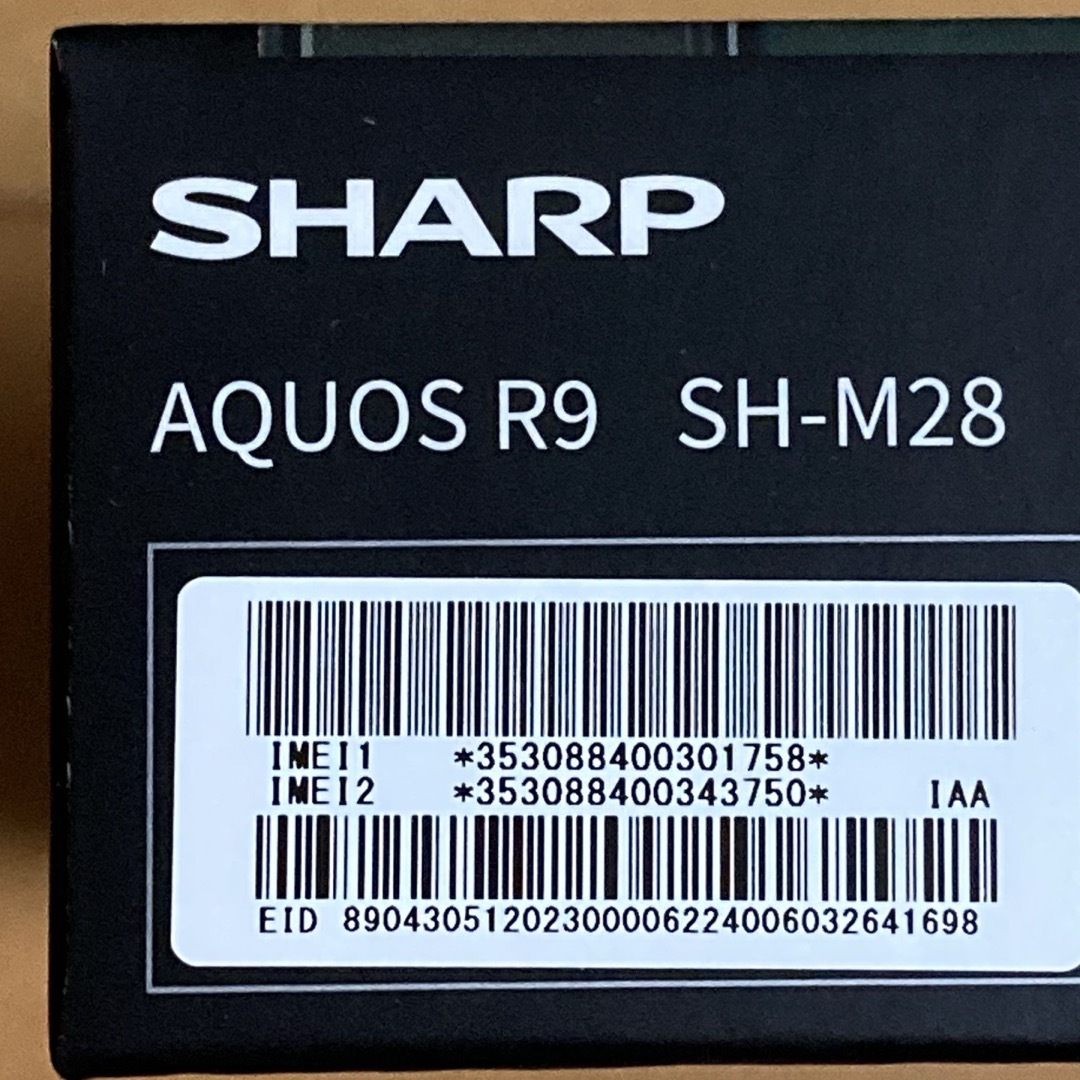 SHARP
AQUOS R9 SH-M28
IMEI1 *353088400301758*
IMEI2 *353088400343750* IAA
EID 89043051202300006224006032641698